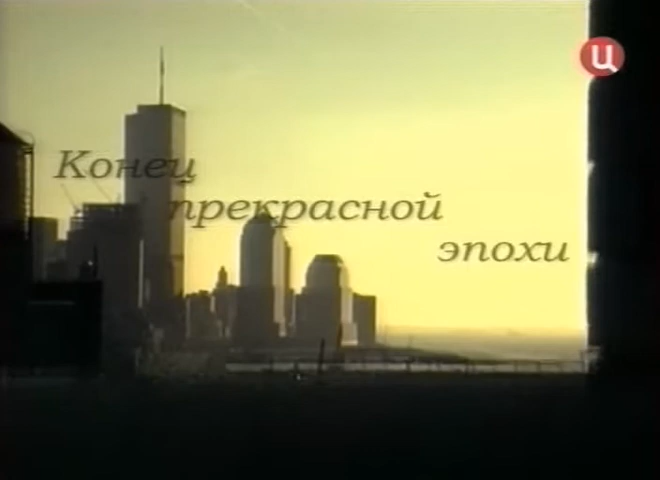 Ц
Конец
прекрасной
эпохи